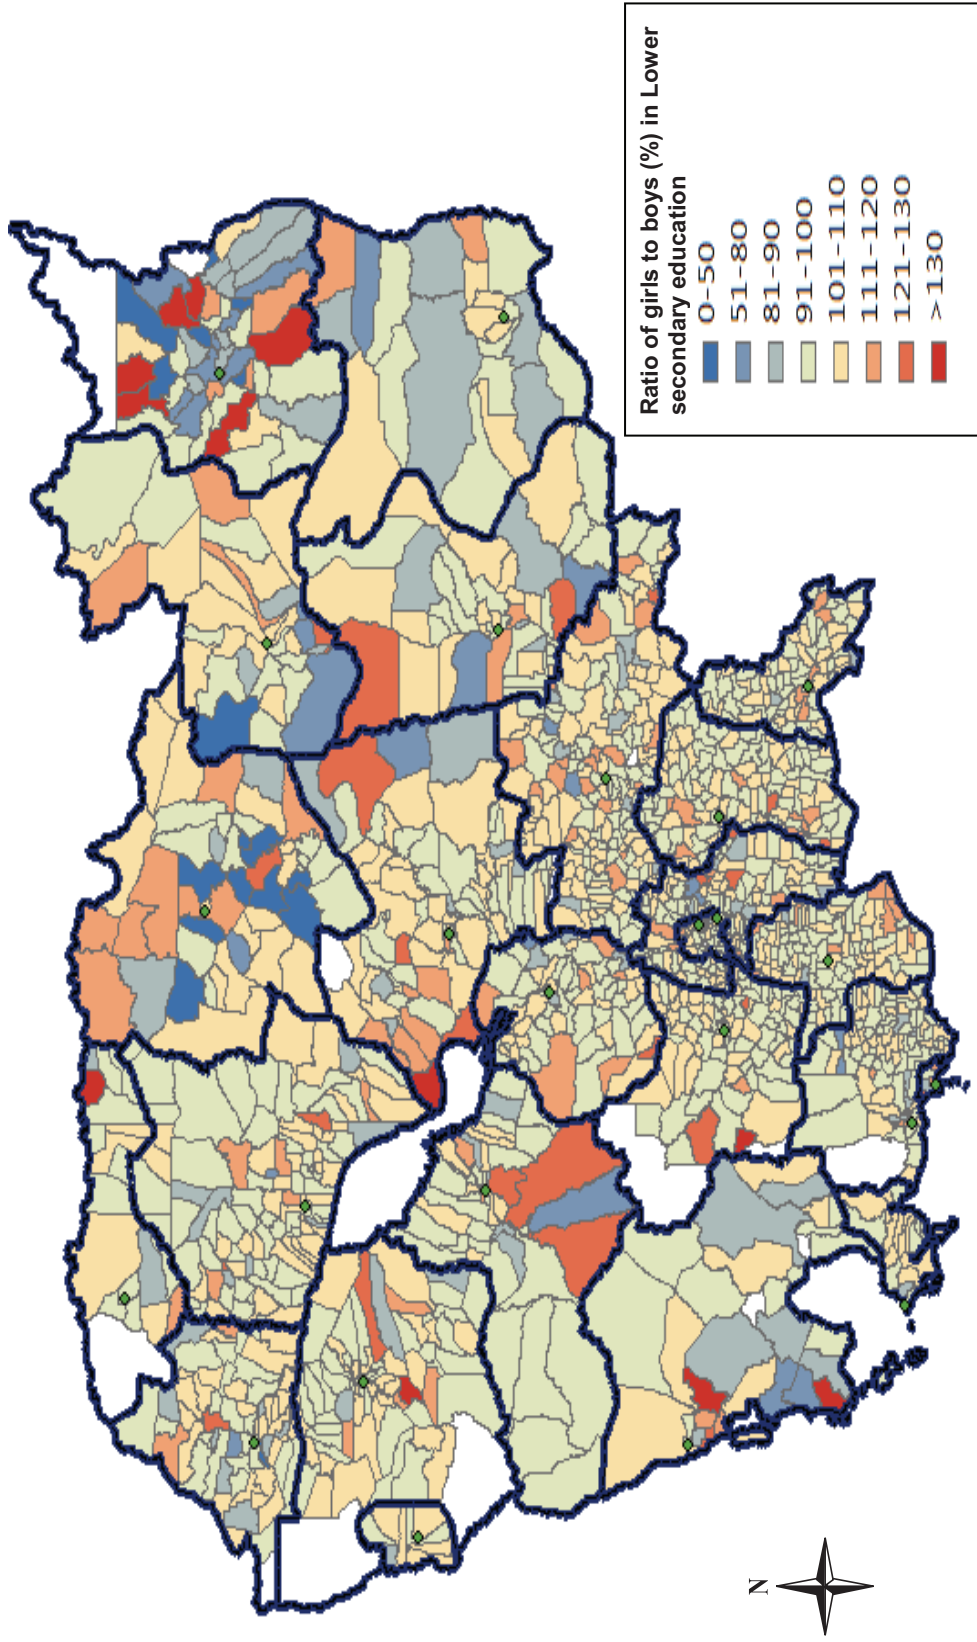 Ratio of girls to boys (%) in Lower
secondary education
0-50
51-80
81-90
91-100
101-110
111-120
121-130
>130
N